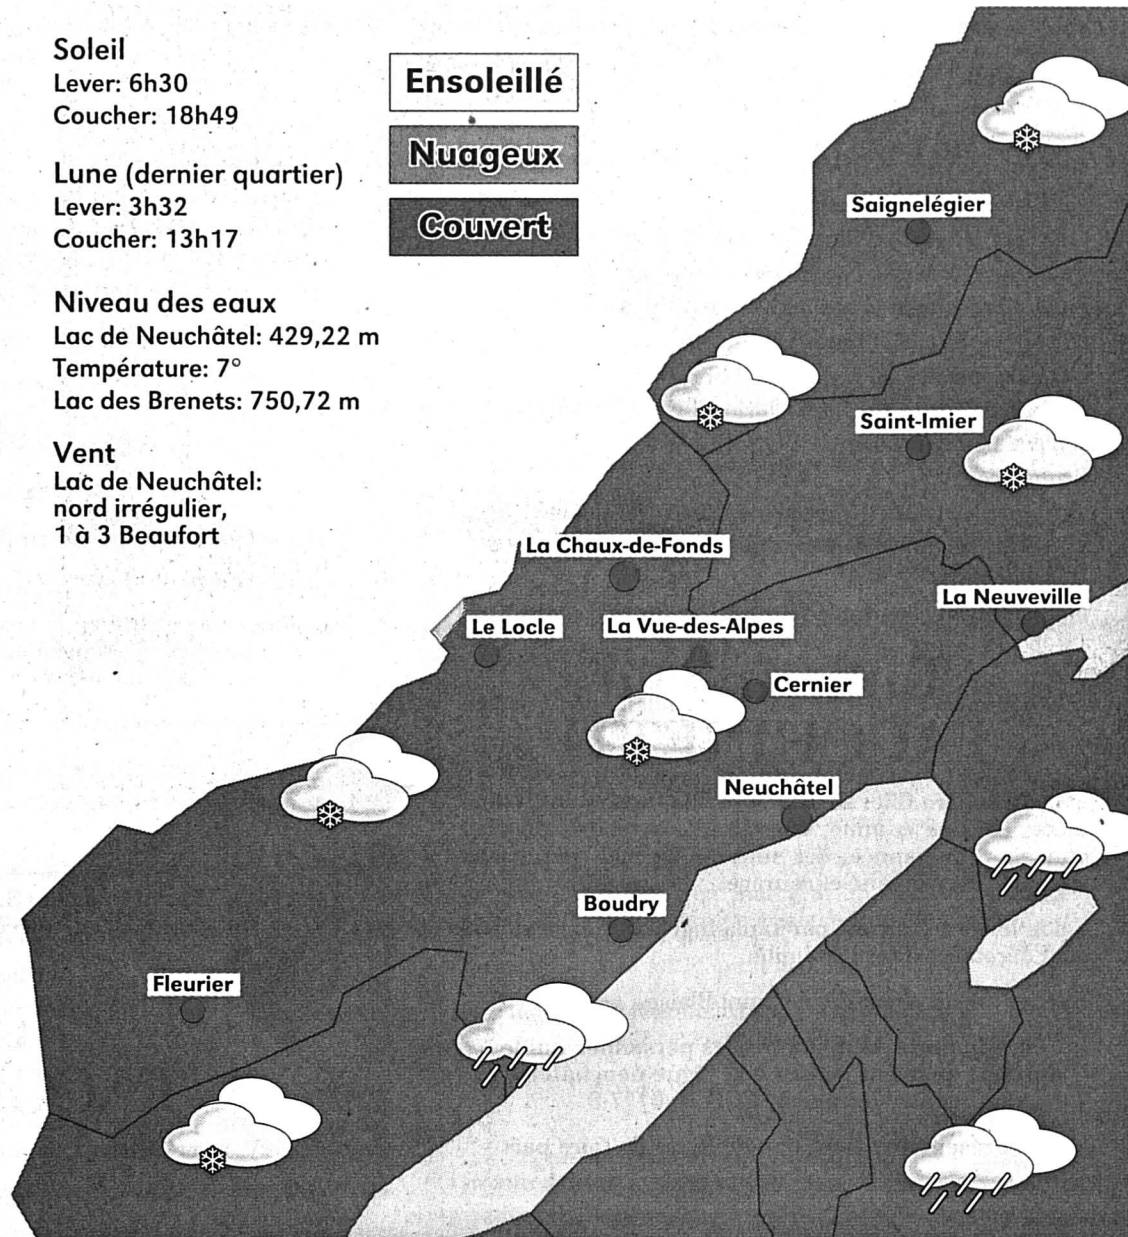 Soleil
Lever: 6h30
Coucher: 18h49
Lune (dernier quartier)
Lever: 3h32
Coucher: 13h17
Niveau des eaux
Lac de Neuchâtel: 429,22 m
Température: 7°
Lac des Brenets: 750,72 m
Vent
Lac de Neuchâtel:
nord irrégulier,
1 à 3 Beaufort
Ensoleillé
Nuageux
Couvert
Saignelégier
Saint-Imier
La Chaux-de-Fonds
La Neuveville
Le Locle
La Vue-des-Alpes
Cernier
Neuchâtel
Boudry
Fleurier